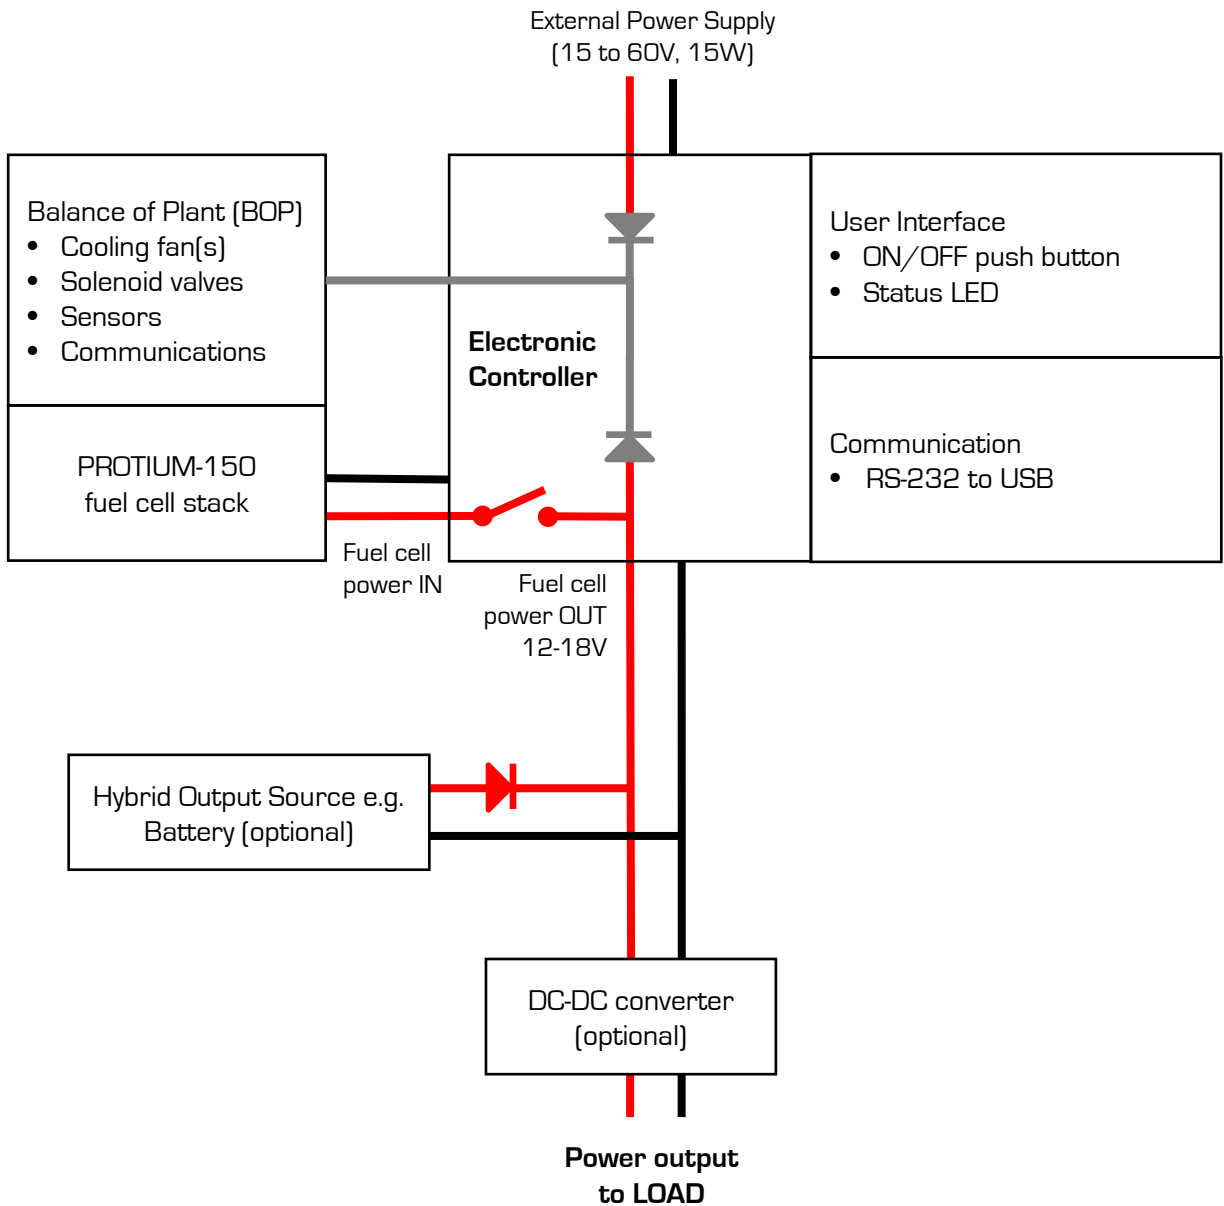 External Power Supply
(15 to 60V, 15W)
Balance of Plant (BOP)
• Cooling fan(s)
• Solenoid valves
• Sensors
• Communications
Electronic
Controller
User Interface
• ON/OFF push button
• Status LED
PROTIUM-150
fuel cell stack
Communication
• RS-232 to USB
Fuel cell
power IN
Fuel cell
power OUT
12-18V
Hybrid Output Source e.g.
Battery (optional)
DC-DC converter
(optional)
Power output
to LOAD